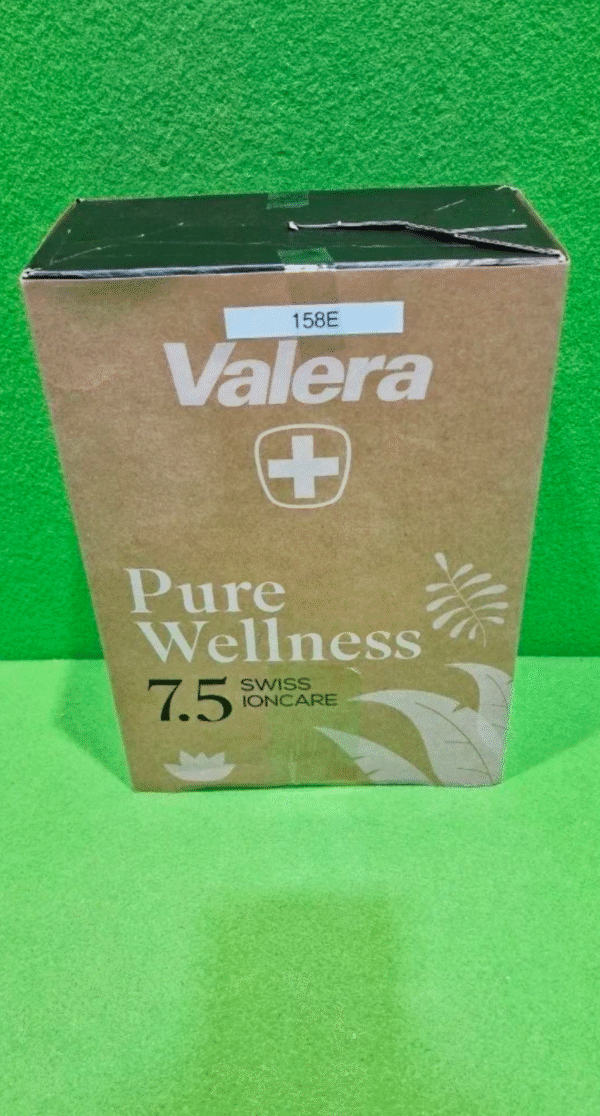 158E
Valera
Pure
Wellness
7.5 SWISS
IONCARE